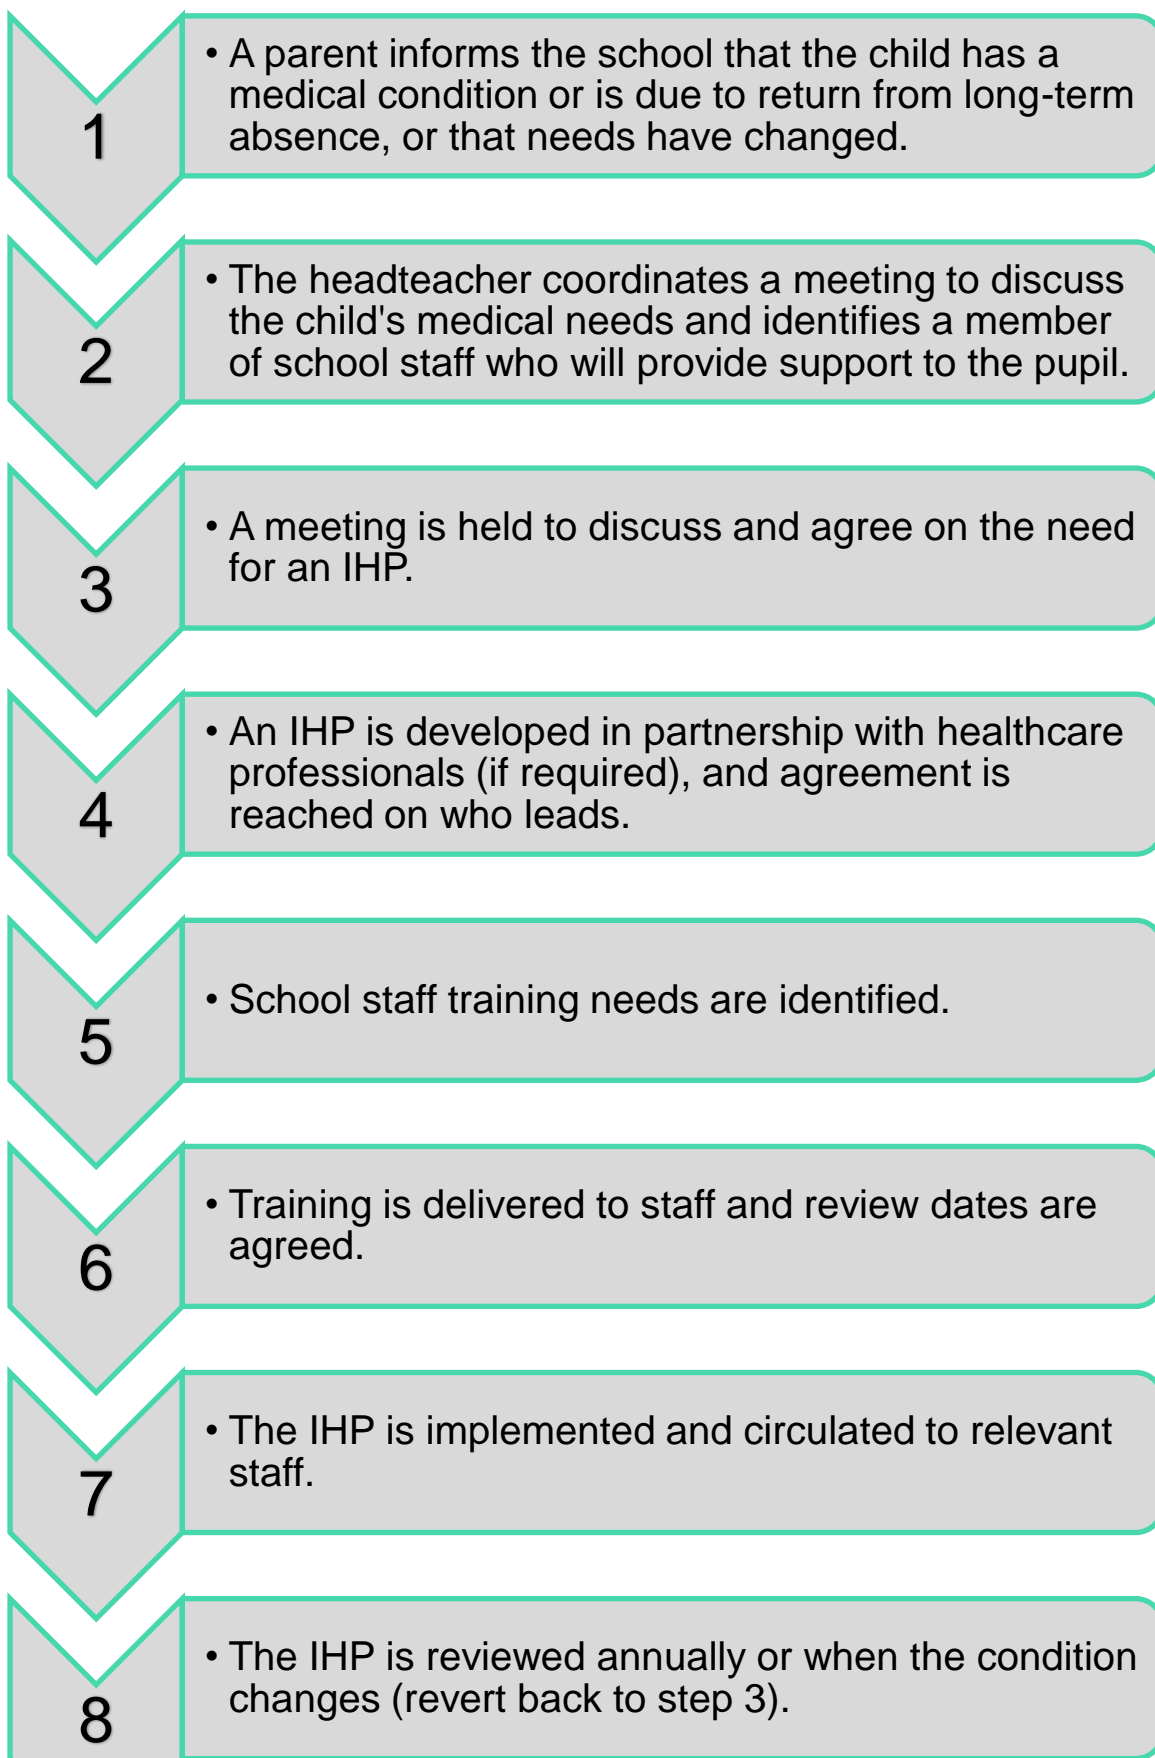 1
• A parent informs the school that the child has a
medical condition or is due to return from long-term
absence, or that needs have changed.
2
• The headteacher coordinates a meeting to discuss
the child's medical needs and identifies a member
of school staff who will provide support to the pupil.
3
• A meeting is held to discuss and agree on the need
for an IHP.
4
• An IHP is developed in partnership with healthcare
professionals (if required), and agreement is
reached on who leads.
5
• School staff training needs are identified.
6
• Training is delivered to staff and review dates are
agreed.
7
• The IHP is implemented and circulated to relevant
staff.
8
• The IHP is reviewed annually or when the condition
changes (revert back to step 3).